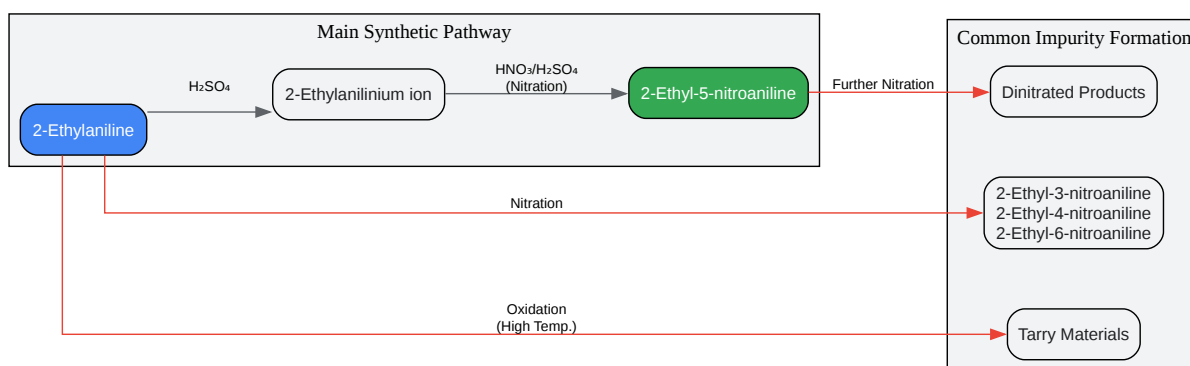 Main Synthetic Pathway
Common Impurity Formation
H₂SO₄
HNO₃/H₂SO₄
(Nitration)
2-Ethylaniline
2-Ethylanilinium ion
2-Ethyl-5-nitroaniline
Further Nitration
Dinitrated Products
Nitration
2-Ethyl-3-nitroaniline
2-Ethyl-4-nitroaniline
2-Ethyl-6-nitroaniline
Oxidation
(High Temp.)
Tarry Materials